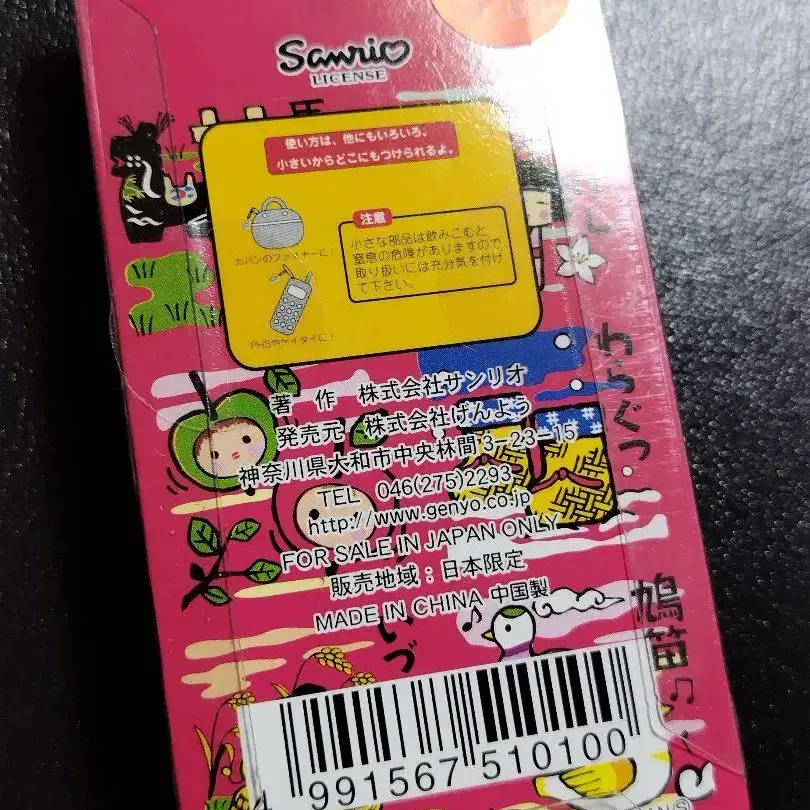 Sanrio
LICENSE
使い方は、他にもいろいろ。
小さいからどこにもつけられるよ。
カバンのファスナーに!
PHSやケイタイに!
注意
小さな部品は飲みこむと
窒息の危険がありますので
取り扱いには充分気を付け
て下さい。
著 作 株式会社サンリオ
発売元 株式会社げんよう
神奈川県大和市中央林間3-23-15
TEL 046(275)2293
http://www.genyo.co.jp
FOR SALE IN JAPAN ONLY
販売地域:日本限定
MADE IN CHINA 中国製
わらぐつ
鳩笛
4 991567 510100